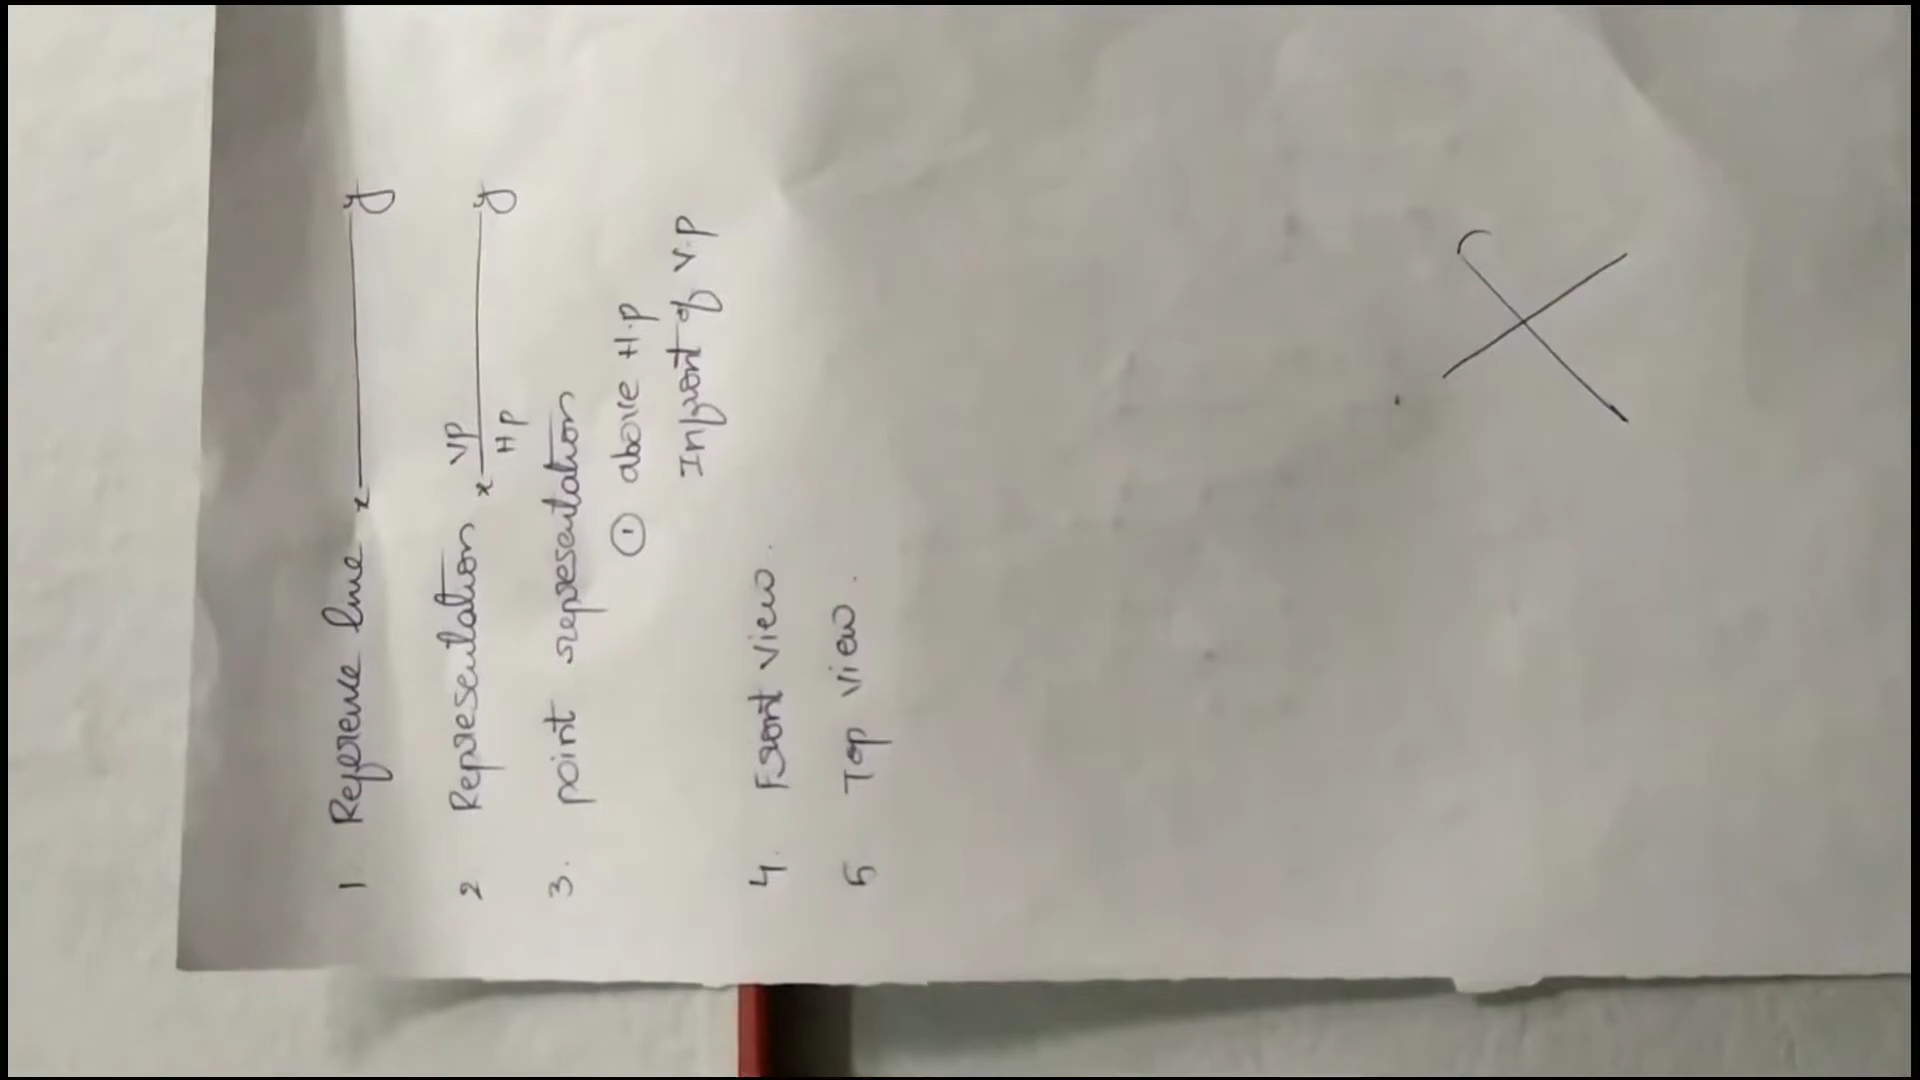 1 Reference line x y
2 Representation x VP y
HP
3. point representation
① above H.P
Infront of V.P
4. Front view.
5 Top view.